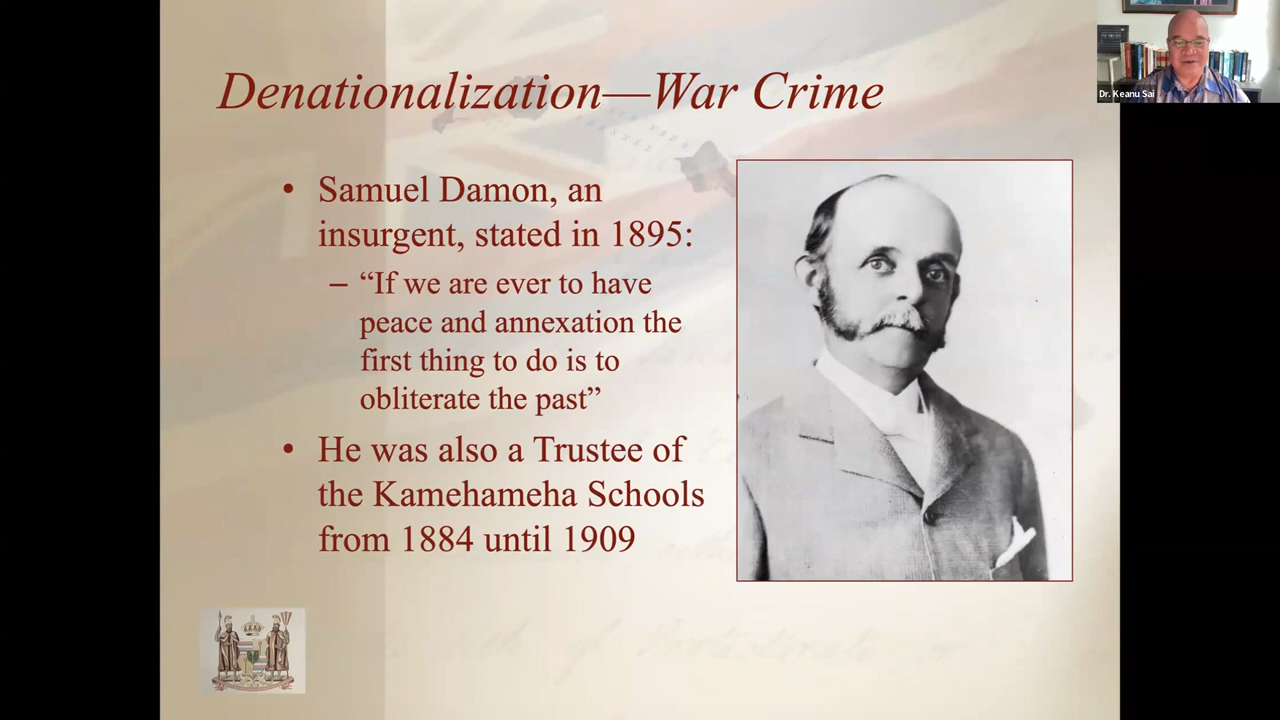 Denationalization—War Crime
Dr. Keanu Sai
• Samuel Damon, an
insurgent, stated in 1895:
– “If we are ever to have
peace and annexation the
first thing to do is to
obliterate the past”
• He was also a Trustee of
the Kamehameha Schools
from 1884 until 1909